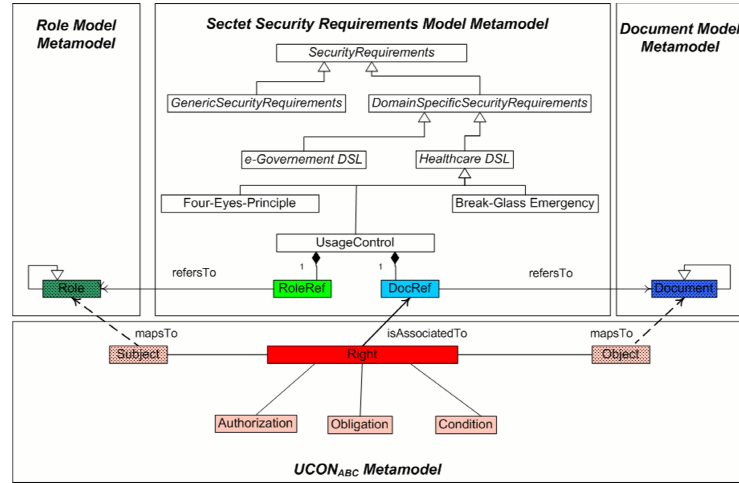 Role Model
Metamodel
Sectet Security Requirements Model Metamodel
Document Model
Metamodel
SecurityRequirements
GenericSecurityRequirements
DomainSpecificSecurityRequirements
e-Governement DSL
Healthcare DSL
Four-Eyes-Principle
Break-Glass Emergency
UsageControl
1
1
refersTo
refersTo
Role
RoleRef
DocRef
Document
mapsTo
isAssociatedTo
mapsTo
Subject
Right
Object
Authorization
Obligation
Condition
UCONABC Metamodel